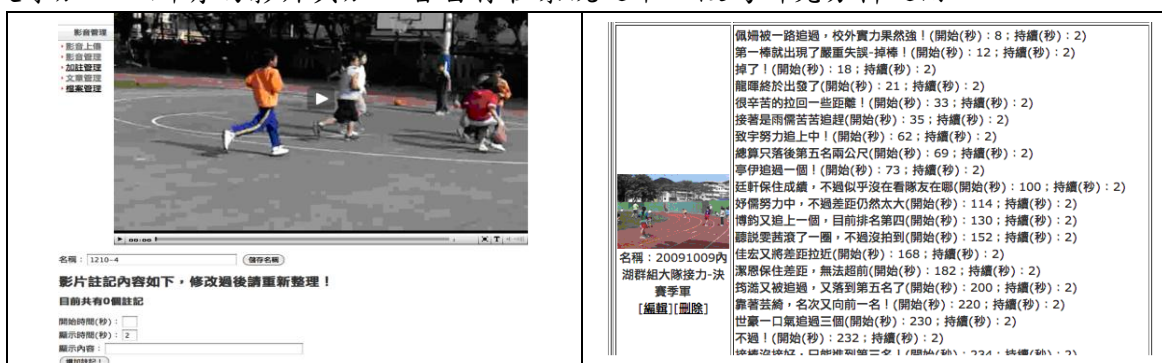 影音管理
影音上傳
影音管理
加註管理
文章管理
檔案管理
00:00
T
名稱： 1210-4 儲存名稱
影片註記內容如下，修改過後請重新整理！
目前共有0個註記
開始時間(秒)：
顯示時間(秒)： 2
顯示內容：
增加註記！
佩姍被一路追過，校外實力果然強！(開始(秒)：8；持續(秒)：2)
第一棒就出現了嚴重失誤-掉棒！(開始(秒)：12；持續(秒)：2)
掉了！(開始(秒)：18；持續(秒)：2)
龍暉終於出發了(開始(秒)：21；持續(秒)：2)
很辛苦的拉回一些距離！(開始(秒)：33；持續(秒)：2)
接著是雨儒苦苦追趕(開始(秒)：35；持續(秒)：2)
致宇努力追上中！(開始(秒)：62；持續(秒)：2)
總算只落後第五名兩公尺(開始(秒)：69；持續(秒)：2)
亭伊追過一個！(開始(秒)：73；持續(秒)：2)
廷軒保住成績，不過似乎沒在看隊友在哪(開始(秒)：100；持續(秒)：2)
妤儒努力中，不過差距仍然太大(開始(秒)：114；持續(秒)：2)
博鈞又追上一個，目前排名第四(開始(秒)：130；持續(秒)：2)
聽説雯茜滾了一圈，不過沒拍到(開始(秒)：152；持續(秒)：2)
佳宏又將差距拉近(開始(秒)：168；持續(秒)：2)
潔恩保住差距，無法超前(開始(秒)：182；持續(秒)：2)
筠澔又被追過，又落到第五名了(開始(秒)：200；持續(秒)：2)
靠著芸綺，名次又向前一名！(開始(秒)：220；持續(秒)：2)
世豪一口氣追過三個(開始(秒)：230；持續(秒)：2)
不過！(開始(秒)：232；持續(秒)：2)
名稱：20091009內
湖群組大隊接力-決
賽季軍
[編輯][刪除]